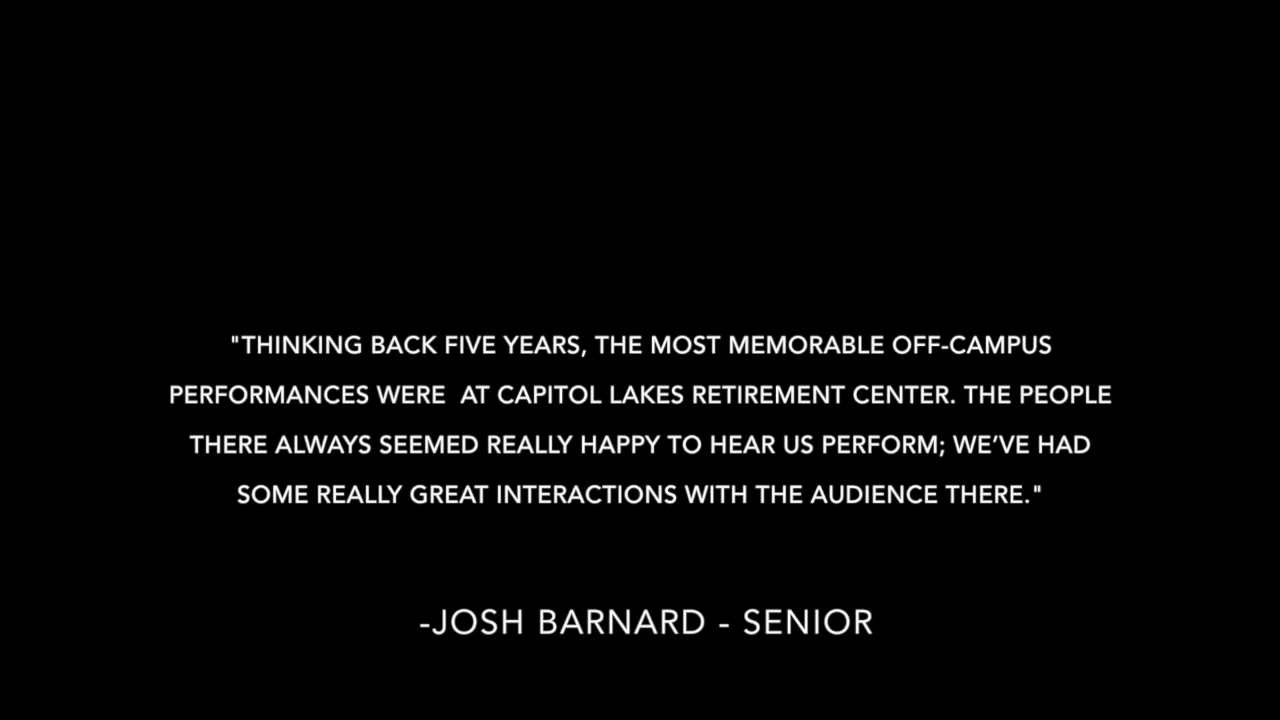 "THINKING BACK FIVE YEARS, THE MOST MEMORABLE OFF-CAMPUS
PERFORMANCES WERE  AT CAPITOL LAKES RETIREMENT CENTER. THE PEOPLE
THERE ALWAYS SEEMED REALLY HAPPY TO HEAR US PERFORM; WE’VE HAD
SOME REALLY GREAT INTERACTIONS WITH THE AUDIENCE THERE."
-JOSH BARNARD - SENIOR